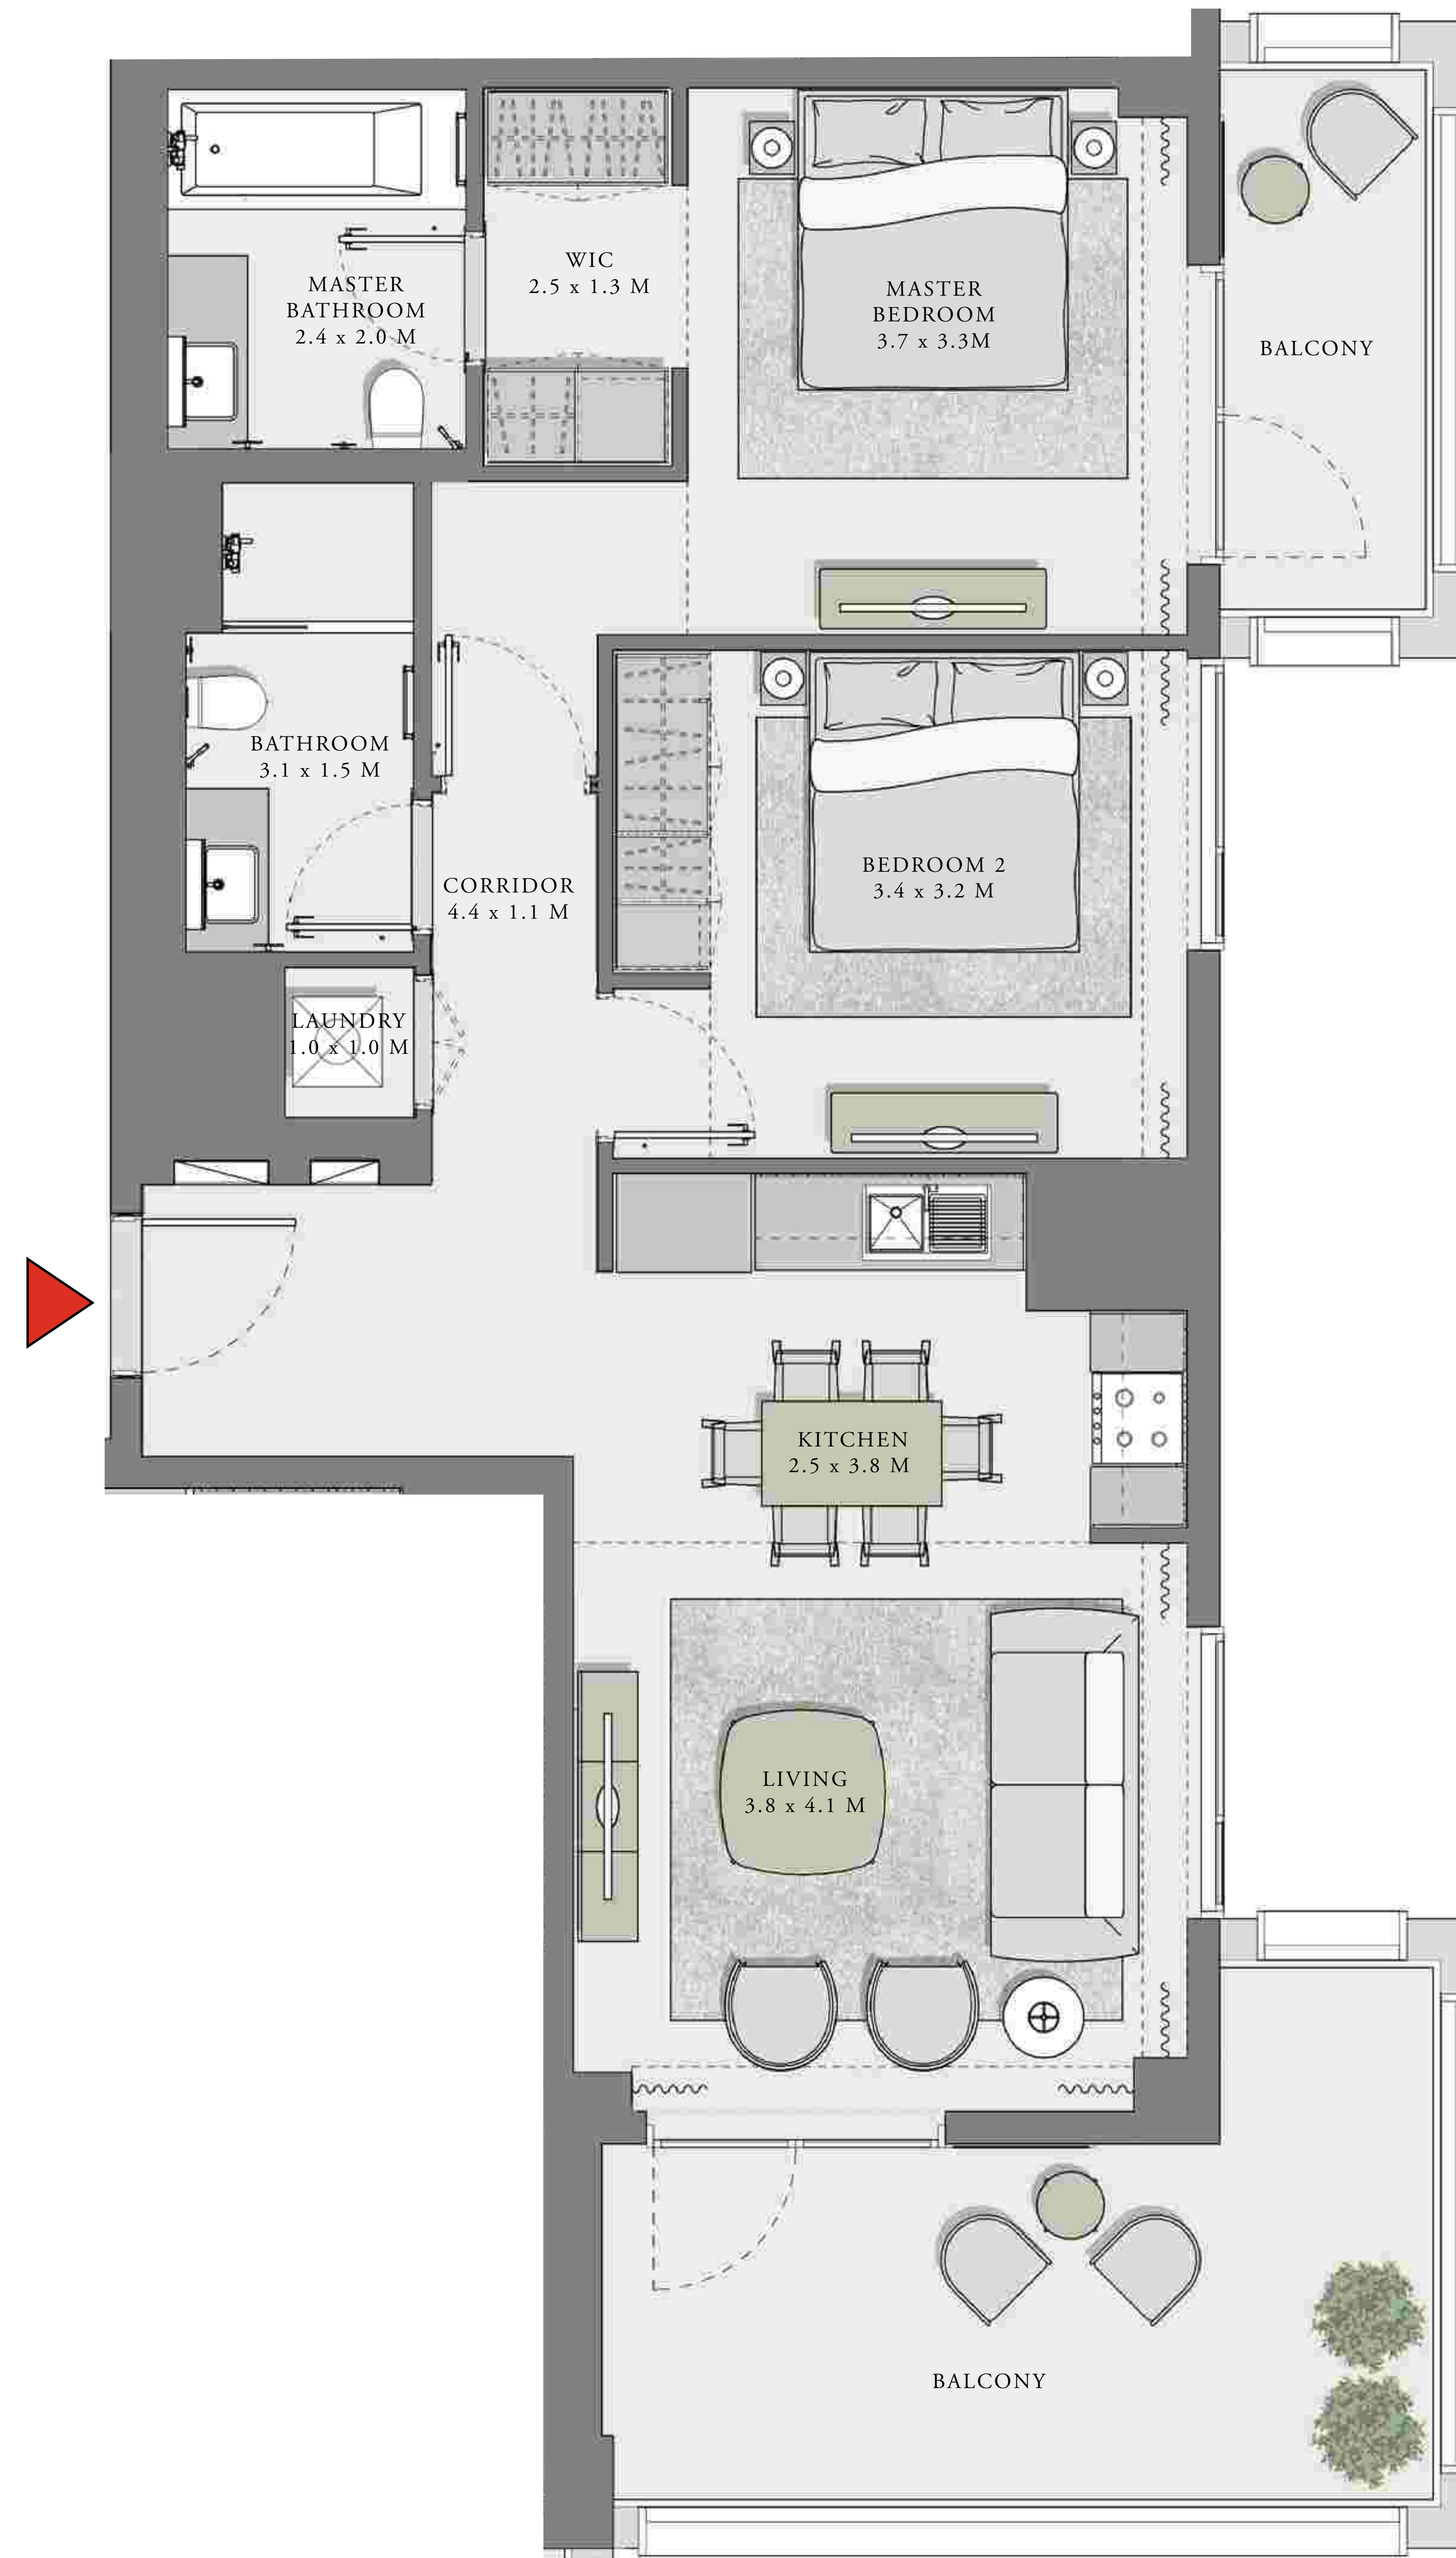 WIC
2.5 x 1.3 M
MASTER
BATHROOM
2.4 x 2.0 M
MASTER
BEDROOM
3.7 x 3.3M
BALCONY
BATHROOM
3.1 x 1.5 M
CORRIDOR
4.4 x 1.1 M
BEDROOM 2
3.4 x 3.2 M
LAUNDRY
1.0 x 1.0 M
KITCHEN
2.5 x 3.8 M
LIVING
3.8 x 4.1 M
BALCONY